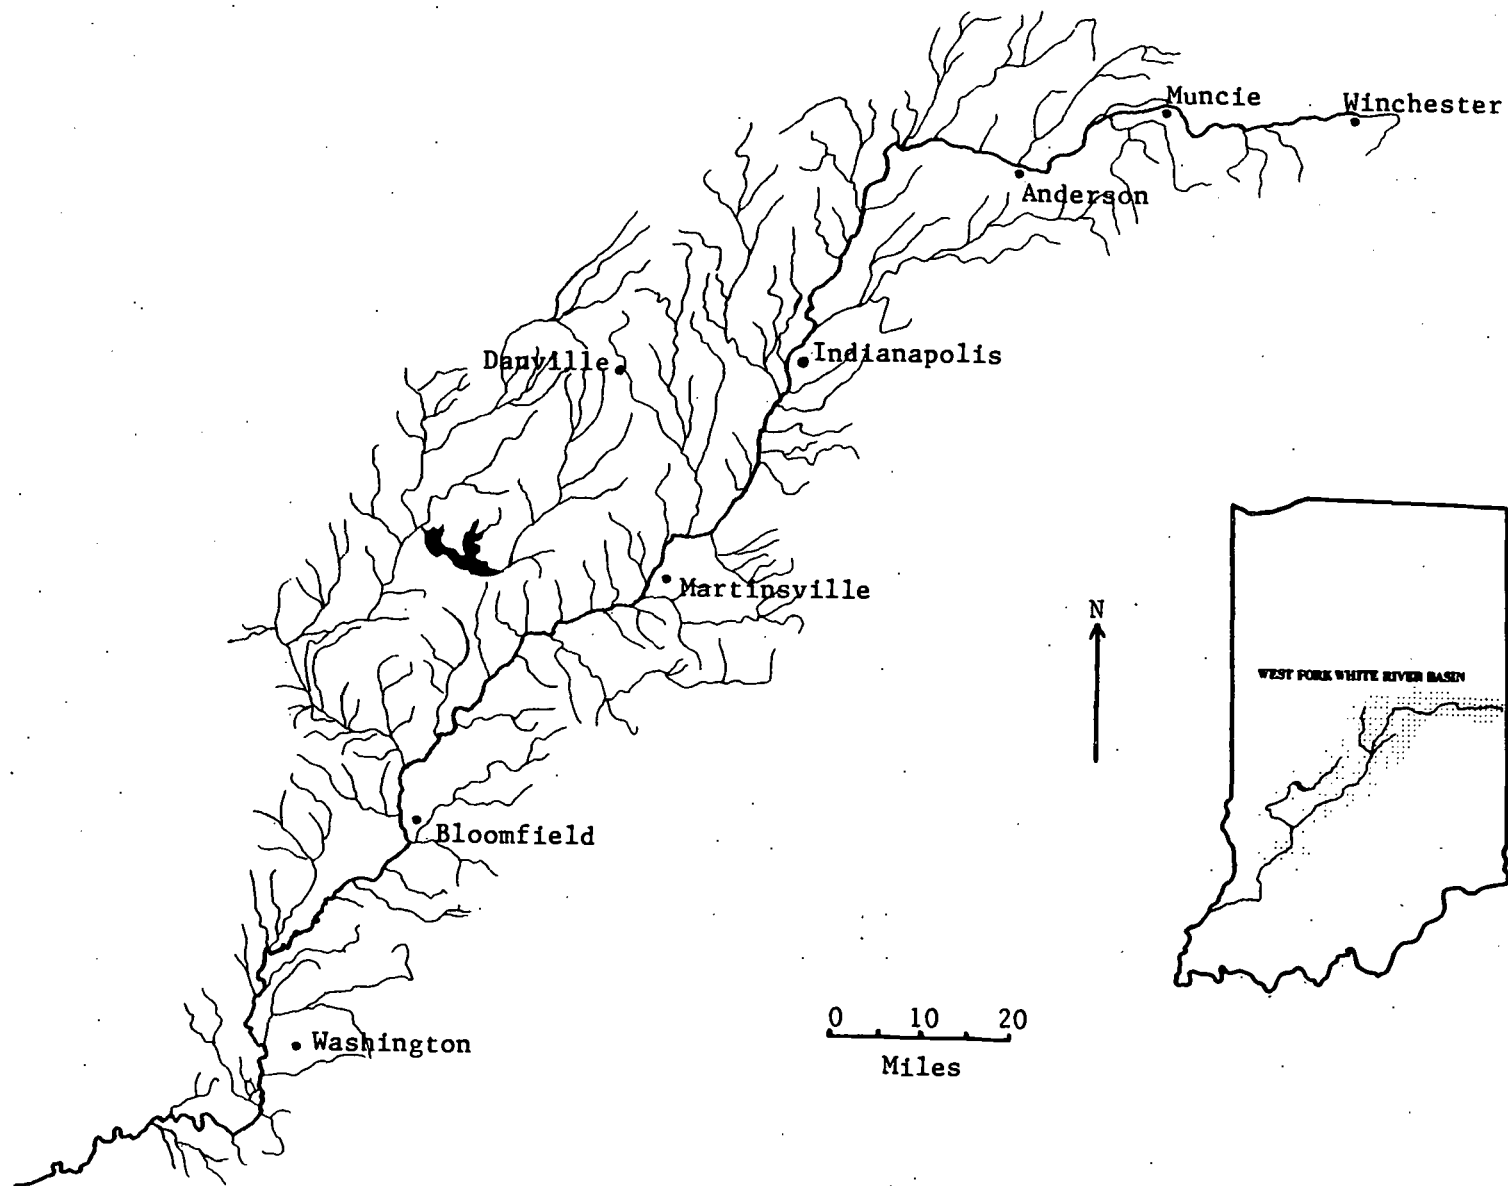 Muncie
Winchester
Anderson
Indianapolis
Danville
Martinsville
N
WEST FORK WHITE RIVER BASIN
Bloomfield
0 10 20
Miles
Washington